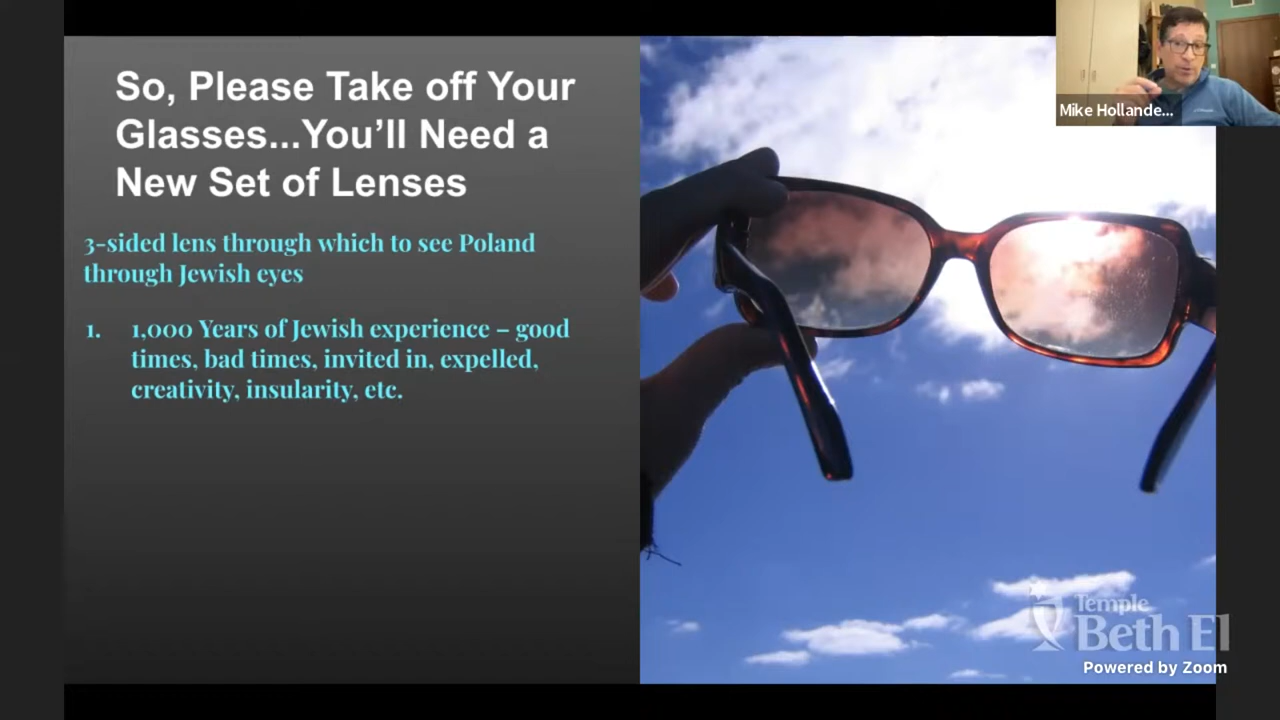 So, Please Take off Your
Glasses...You’ll Need a
New Set of Lenses
3-sided lens through which to see Poland
through Jewish eyes
1. 1,000 Years of Jewish experience – good
times, bad times, invited in, expelled,
creativity, insularity, etc.
Mike Hollande...
Temple
Beth El
Powered by Zoom